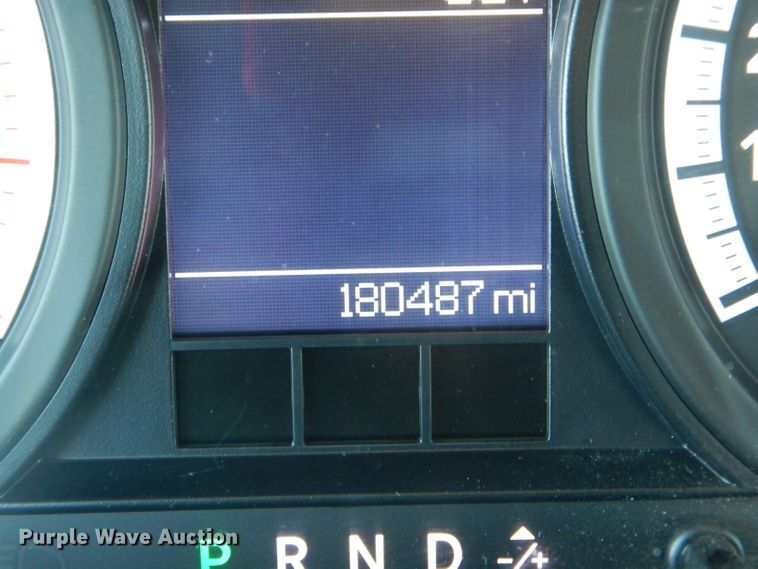 180487 mi
P R N D -/+
Purple Wave Auction